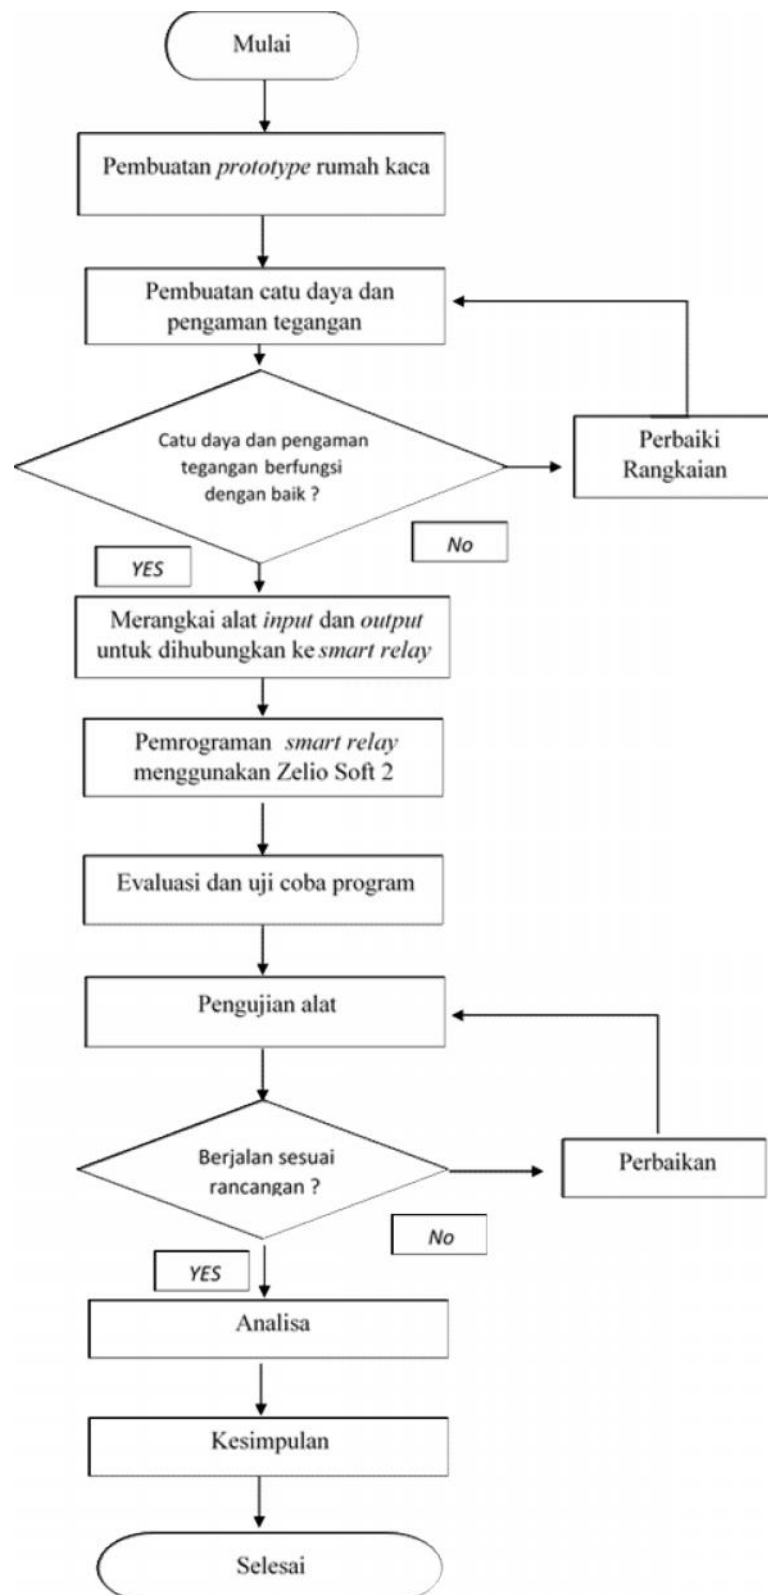 Mulai
Pembuatan prototype rumah kaca
Pembuatan catu daya dan
pengaman tegangan
Catu daya dan pengaman
tegangan berfungsi
dengan baik ?
Perbaiki
Rangkaian
No
YES
Merangkai alat input dan output
untuk dihubungkan ke smart relay
Pemrograman smart relay
menggunakan Zelio Soft 2
Evaluasi dan uji coba program
Pengujian alat
Berjalan sesuai
rancangan ?
Perbaikan
No
YES
Analisa
Kesimpulan
Selesai